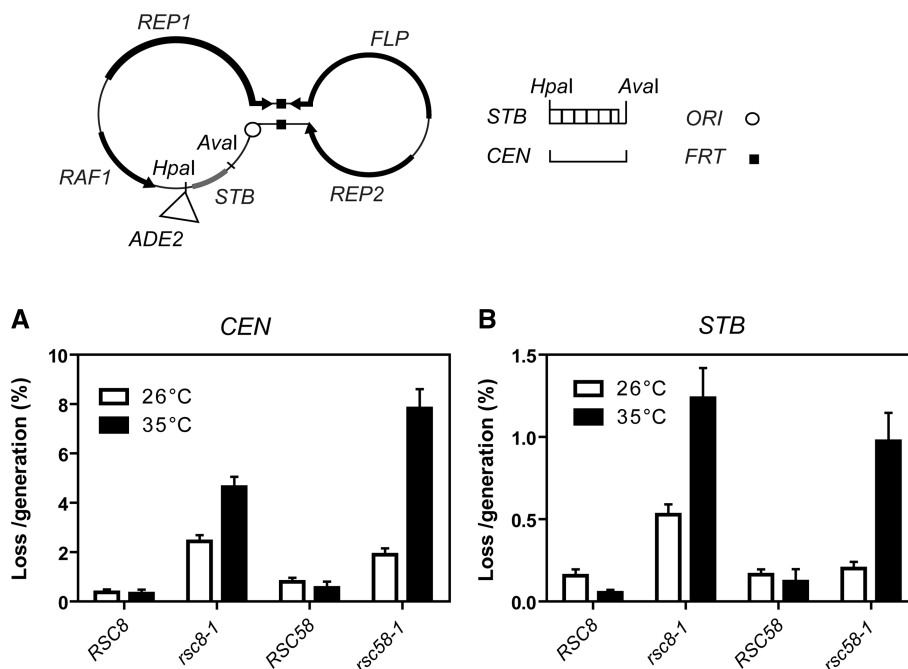 REP1
FLP
HpaI AvaI
STB
ORI
CEN
FRT
AvaI
HpaI
RAF1
STB
REP2
ADE2
A
CEN
Loss /generation (%)
10
8
6
4
2
0
26°C
35°C
RSC8
rsc8-1
RSC58
rsc58-1
B
STB
Loss /generation (%)
1.5
1.0
0.5
0.0
26°C
35°C
RSC8
rsc8-1
RSC58
rsc58-1